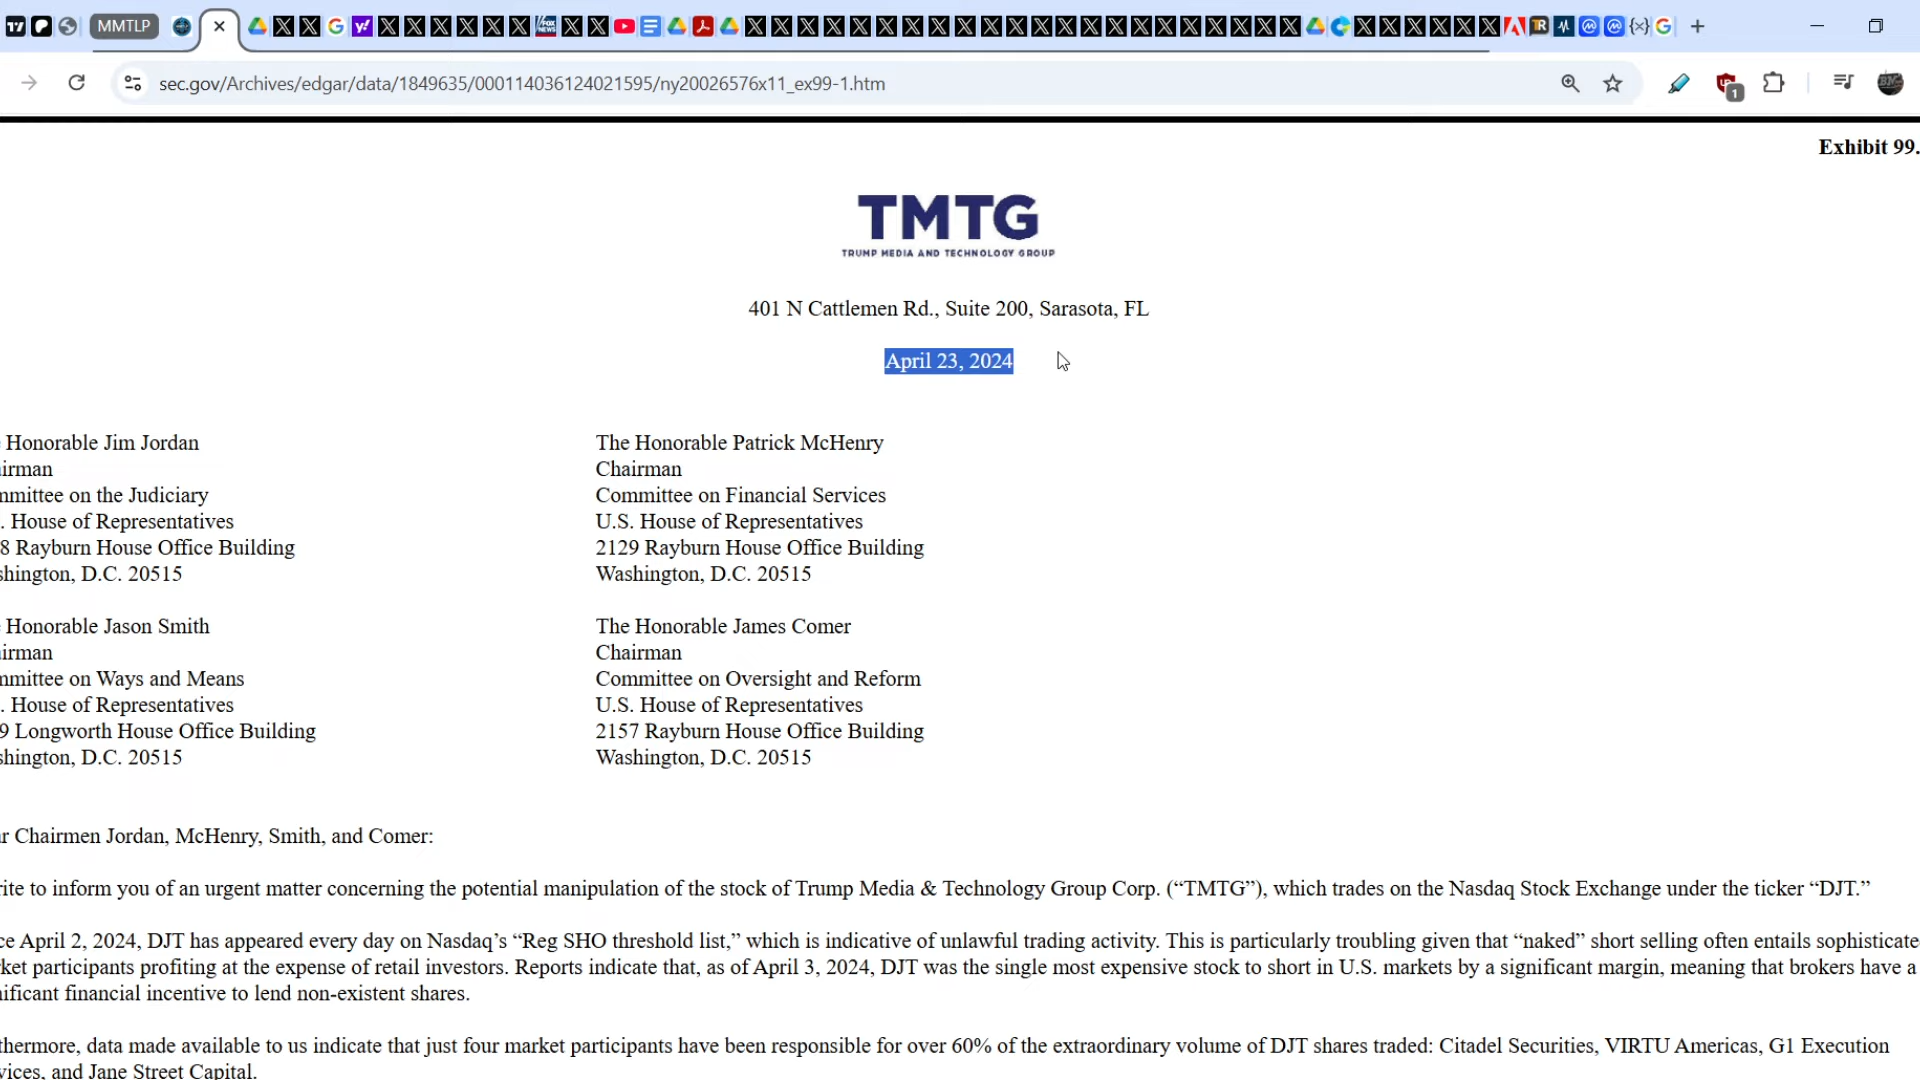 MMTLP
sec.gov/Archives/edgar/data/1849635/000114036124021595/ny20026576x11_ex99-1.htm
1
Exhibit 99.
TMTG
TRUMP MEDIA AND TECHNOLOGY GROUP
401 N Cattlemen Rd., Suite 200, Sarasota, FL
April 23, 2024
Honorable Jim Jordan
airman
mmittee on the Judiciary
. House of Representatives
8 Rayburn House Office Building
shington, D.C. 20515
The Honorable Patrick McHenry
Chairman
Committee on Financial Services
U.S. House of Representatives
2129 Rayburn House Office Building
Washington, D.C. 20515
Honorable Jason Smith
airman
mmittee on Ways and Means
. House of Representatives
9 Longworth House Office Building
shington, D.C. 20515
The Honorable James Comer
Chairman
Committee on Oversight and Reform
U.S. House of Representatives
2157 Rayburn House Office Building
Washington, D.C. 20515
r Chairmen Jordan, McHenry, Smith, and Comer:
rite to inform you of an urgent matter concerning the potential manipulation of the stock of Trump Media & Technology Group Corp. (“TMTG”), which trades on the Nasdaq Stock Exchange under the ticker “DJT.”
ce April 2, 2024, DJT has appeared every day on Nasdaq’s “Reg SHO threshold list,” which is indicative of unlawful trading activity. This is particularly troubling given that “naked” short selling often entails sophisticate
ket participants profiting at the expense of retail investors. Reports indicate that, as of April 3, 2024, DJT was the single most expensive stock to short in U.S. markets by a significant margin, meaning that brokers have a
nificant financial incentive to lend non-existent shares.
thermore, data made available to us indicate that just four market participants have been responsible for over 60% of the extraordinary volume of DJT shares traded: Citadel Securities, VIRTU Americas, G1 Execution
vices, and Jane Street Capital.